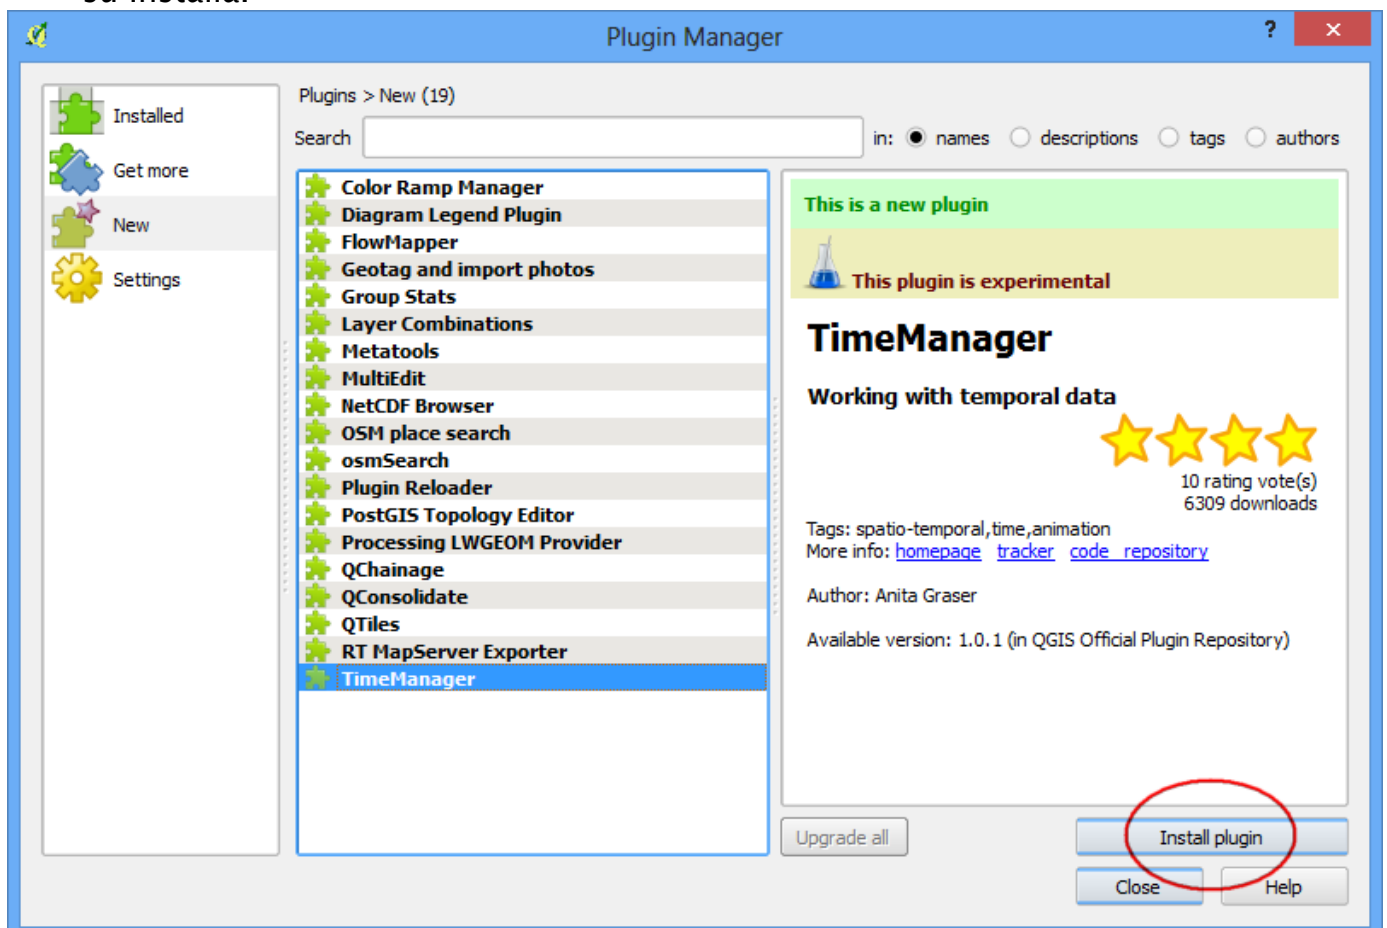 su Installa.
Plugin Manager
?
Installed
Get more
New
Settings
Plugins > New (19)
Search
in: names descriptions tags authors
Color Ramp Manager
Diagram Legend Plugin
FlowMapper
Geotag and import photos
Group Stats
Layer Combinations
Metatools
MultiEdit
NetCDF Browser
OSM place search
osmSearch
Plugin Reloader
PostGIS Topology Editor
Processing LWGEOM Provider
QChainage
QConsolidate
QTiles
RT MapServer Exporter
TimeManager
This is a new plugin
This plugin is experimental
TimeManager
Working with temporal data
10 rating vote(s)
6309 downloads
Tags: spatio-temporal,time,animation
More info: homepage tracker code_repository
Author: Anita Graser
Available version: 1.0.1 (in QGIS Official Plugin Repository)
Upgrade all
Install plugin
Close
Help